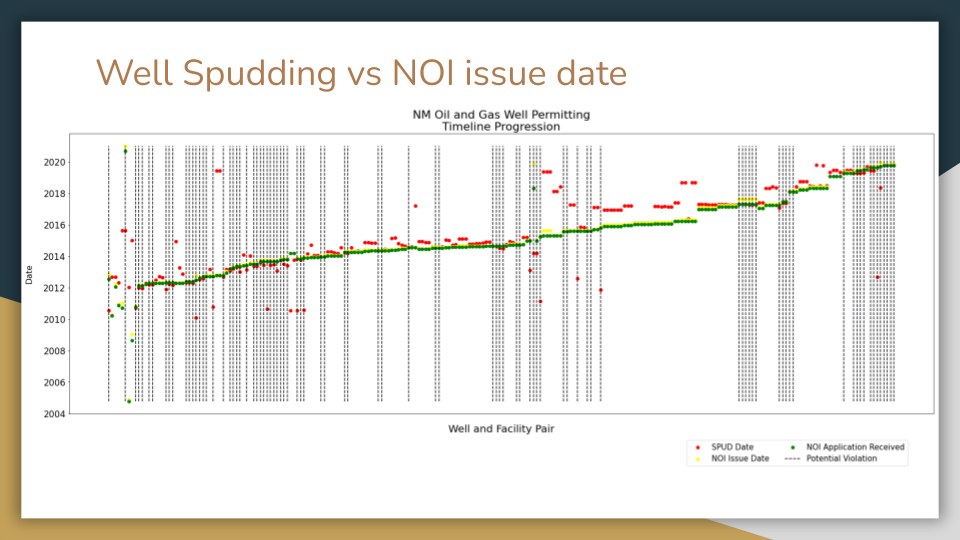 Well Spudding vs NOI issue date
NM Oil and Gas Well Permitting
Timeline Progression
2020
2018
2016
2014
2012
2010
2008
2006
2004
Date
Well and Facility Pair
SPUD Date
NOI Application Received
NOI Issue Date
Potential Violation